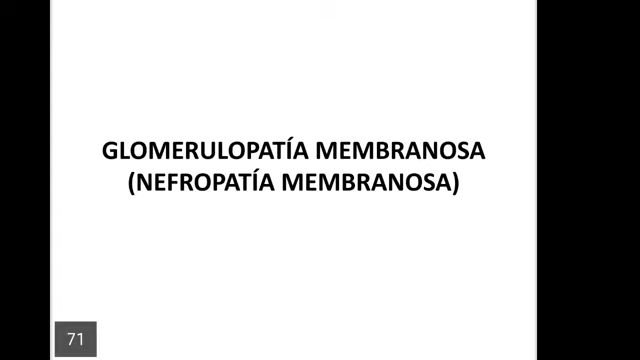 GLOMERULOPATÍA MEMBRANOSA
(NEFROPATÍA MEMBRANOSA)
71